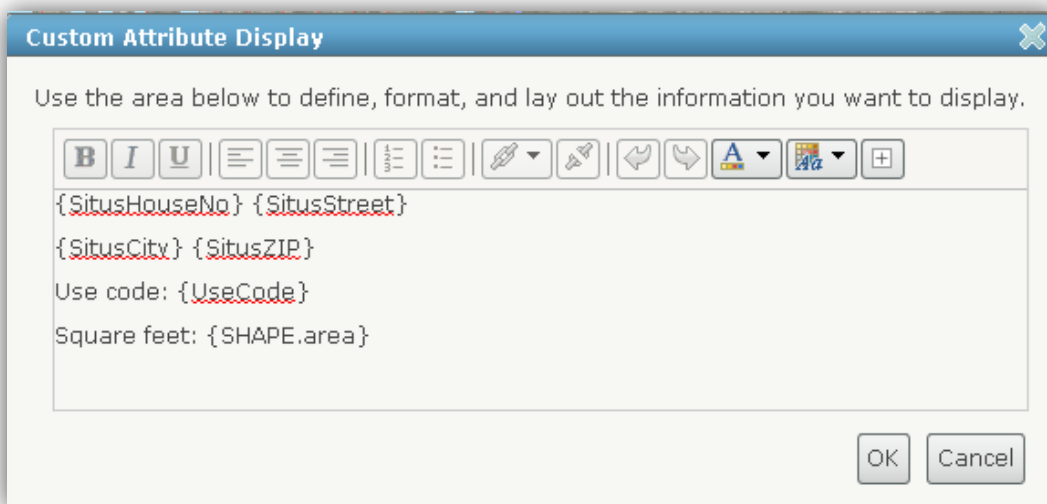 Custom Attribute Display
Use the area below to define, format, and lay out the information you want to display.
B I U A Aa
{SitusHouseNo} {SitusStreet}
{SitusCity} {SitusZIP}
Use code: {UseCode}
Square feet: {SHAPE.area}
OK Cancel